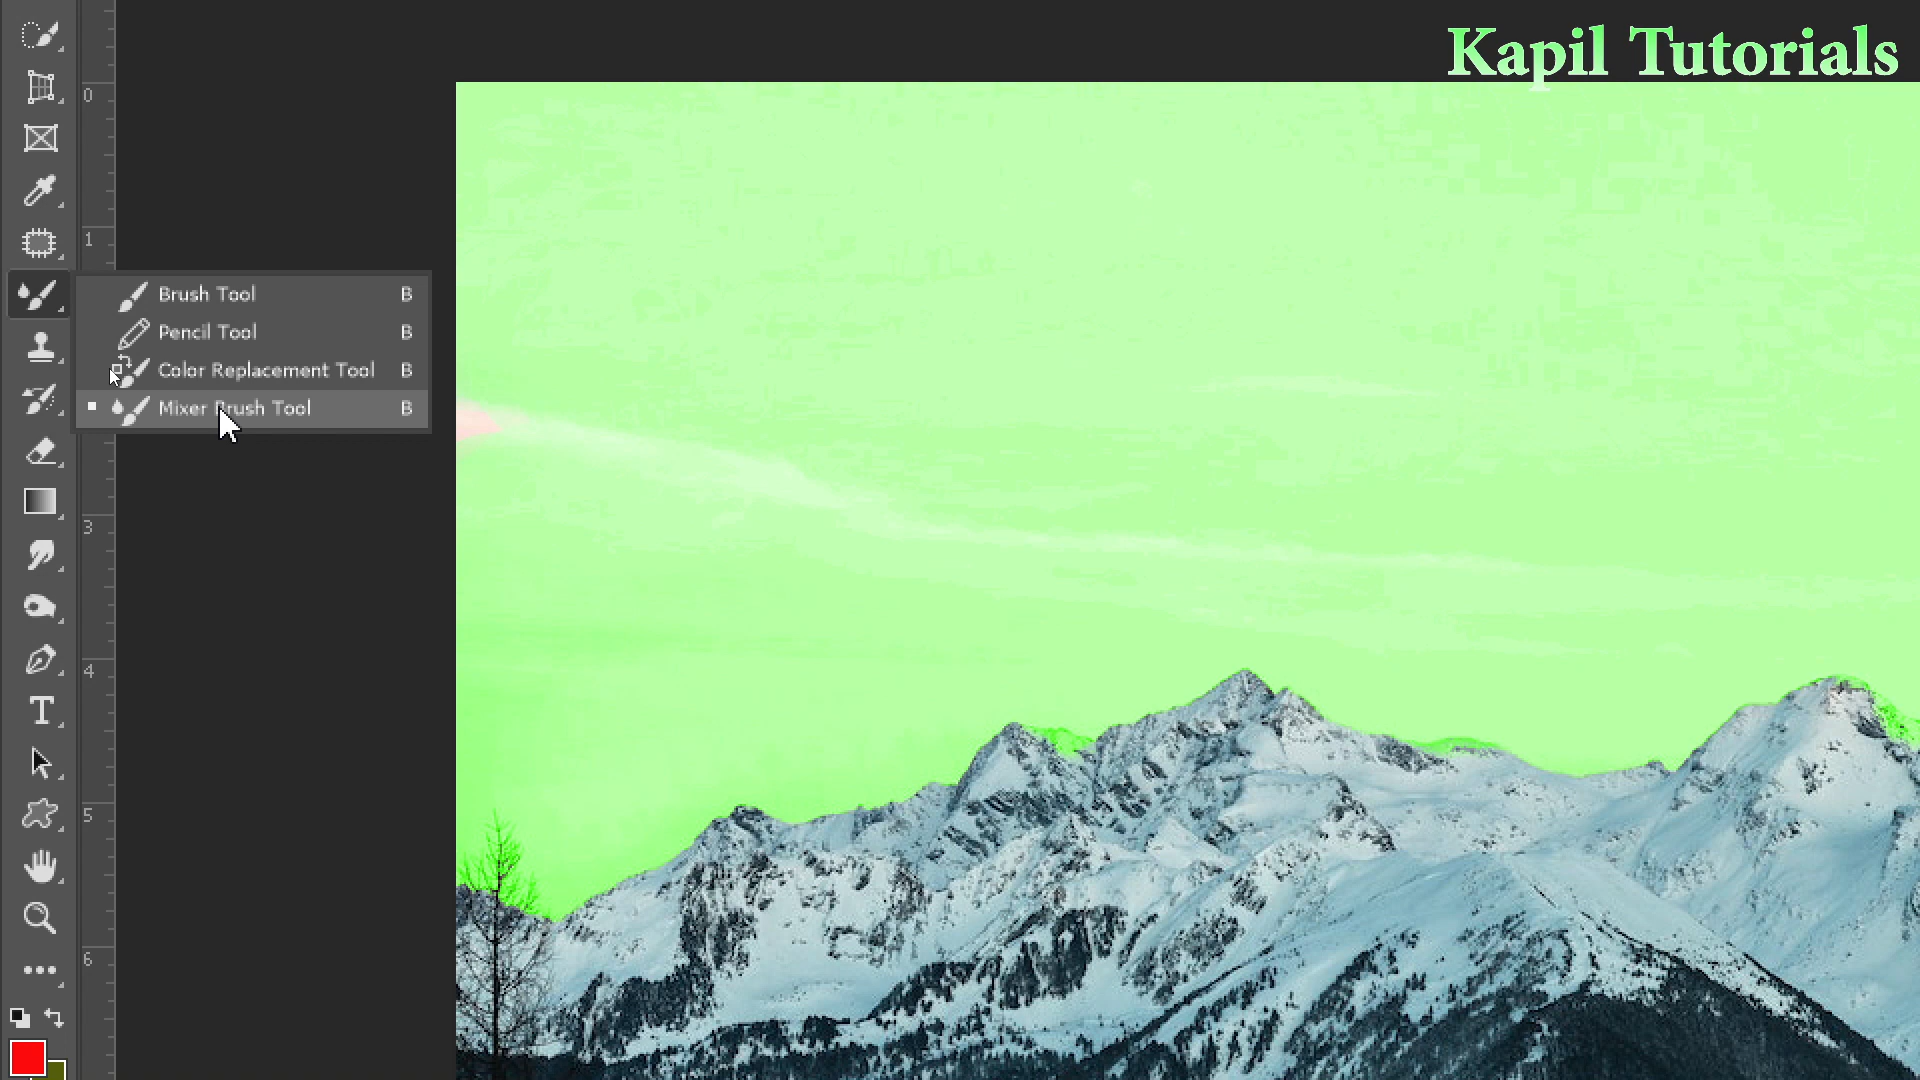 Kapil Tutorials
0
1
Brush Tool B
Pencil Tool B
Color Replacement Tool B
Mixer Brush Tool B
3
4
5
6